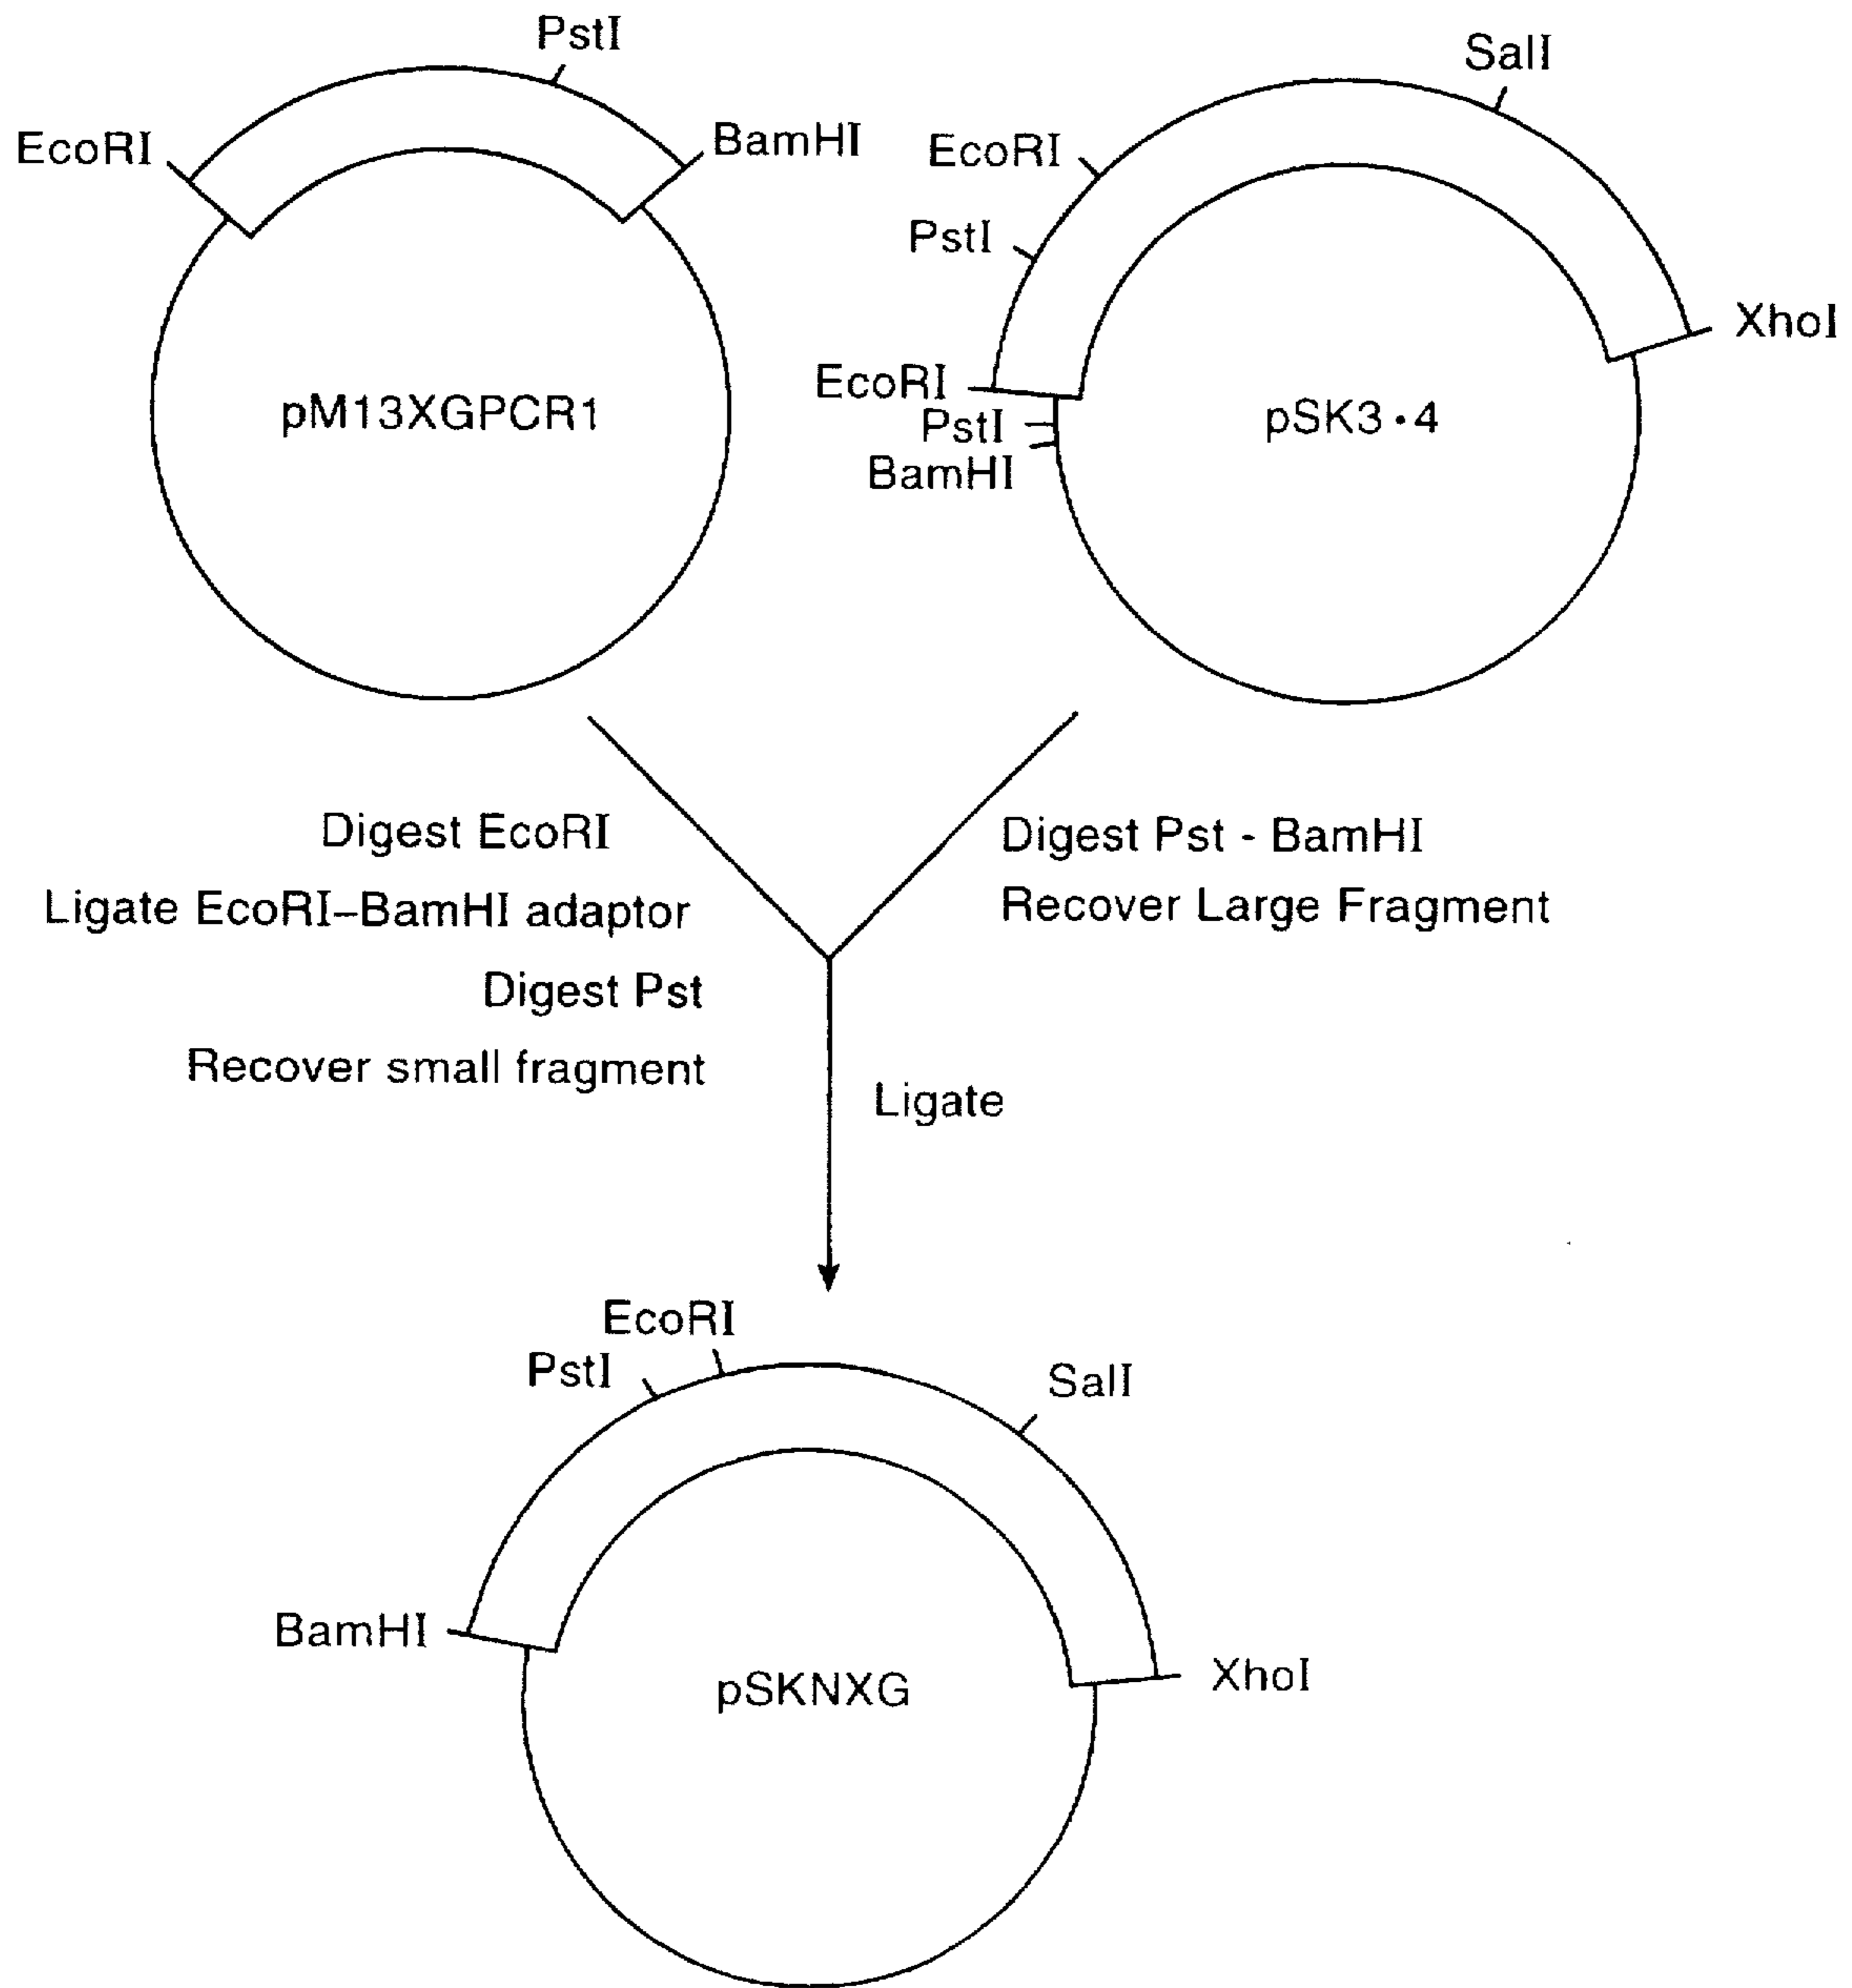 PstI
EcoRI
BamHI
pM13XGPCR1
SalI
EcoRI
PstI
EcoRI
PstI
BamHI
XhoI
pSK3•4
Digest EcoRI
Ligate EcoRI–BamHI adaptor
Digest Pst
Recover small fragment
Digest Pst - BamHI
Recover Large Fragment
Ligate
EcoRI
PstI
SalI
BamHI
XhoI
pSKNXG